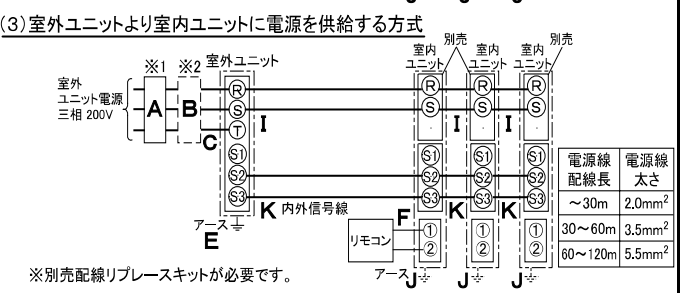 (3)室外ユニットより室内ユニットに電源を供給する方式
※1 ※2 室外ユニット
室内
ユニット
別売
室内
ユニット
室内
ユニット
別売
室外
ユニット電源
三相 200V
A B C
R
S
T
S1
S2
S3
I
R
S
S1
S2
S3
①
②
I
R
S
S1
S2
S3
①
②
I
R
S
S1
S2
S3
①
②
K 内外信号線
K
K
アース
E
F
リモコン
アース J
J
J
電源線
配線長
電源線
太さ
～30m 2.0mm²
30～60m 3.5mm²
60～120m 5.5mm²
※別売配線リプレースキットが必要です。